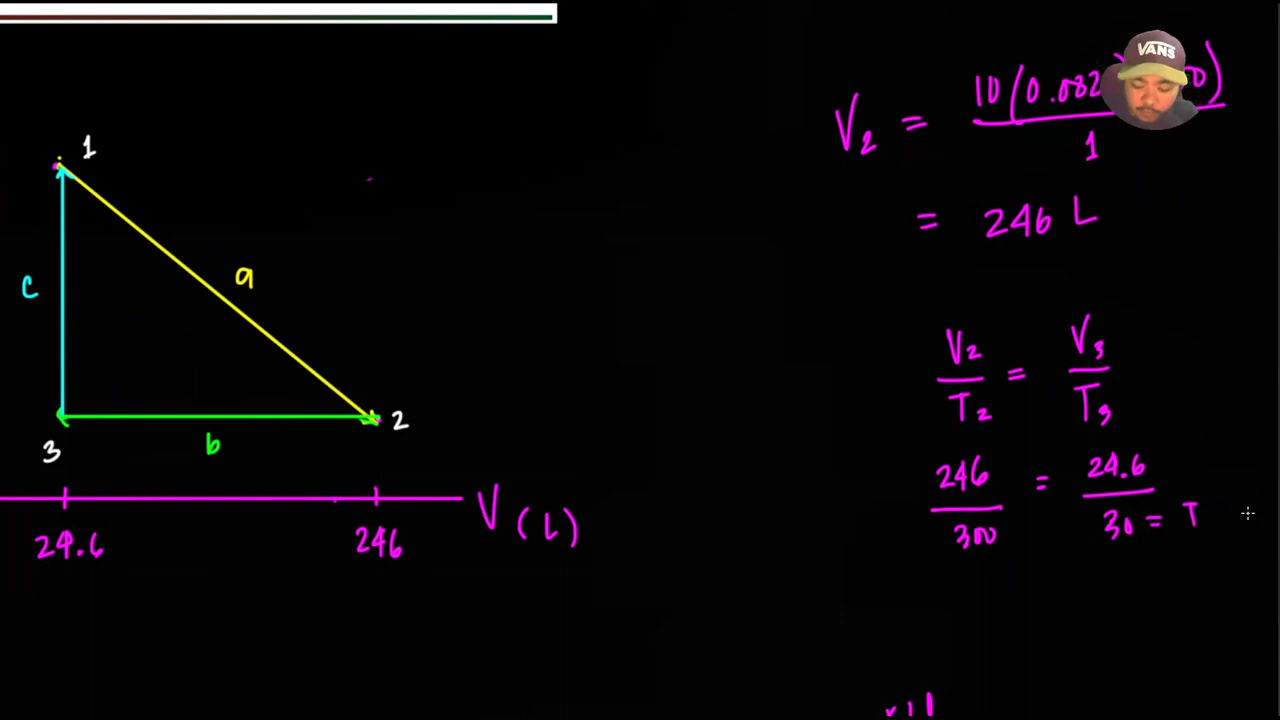 VANS
1
c
a
3
b
2
24.6
246
V (L)
V₂ = 10(0.082 0) / 1
= 246 L
V₂ / T₂ = V₃ / T₃
246 / 300 = 24.6 / 30 = T